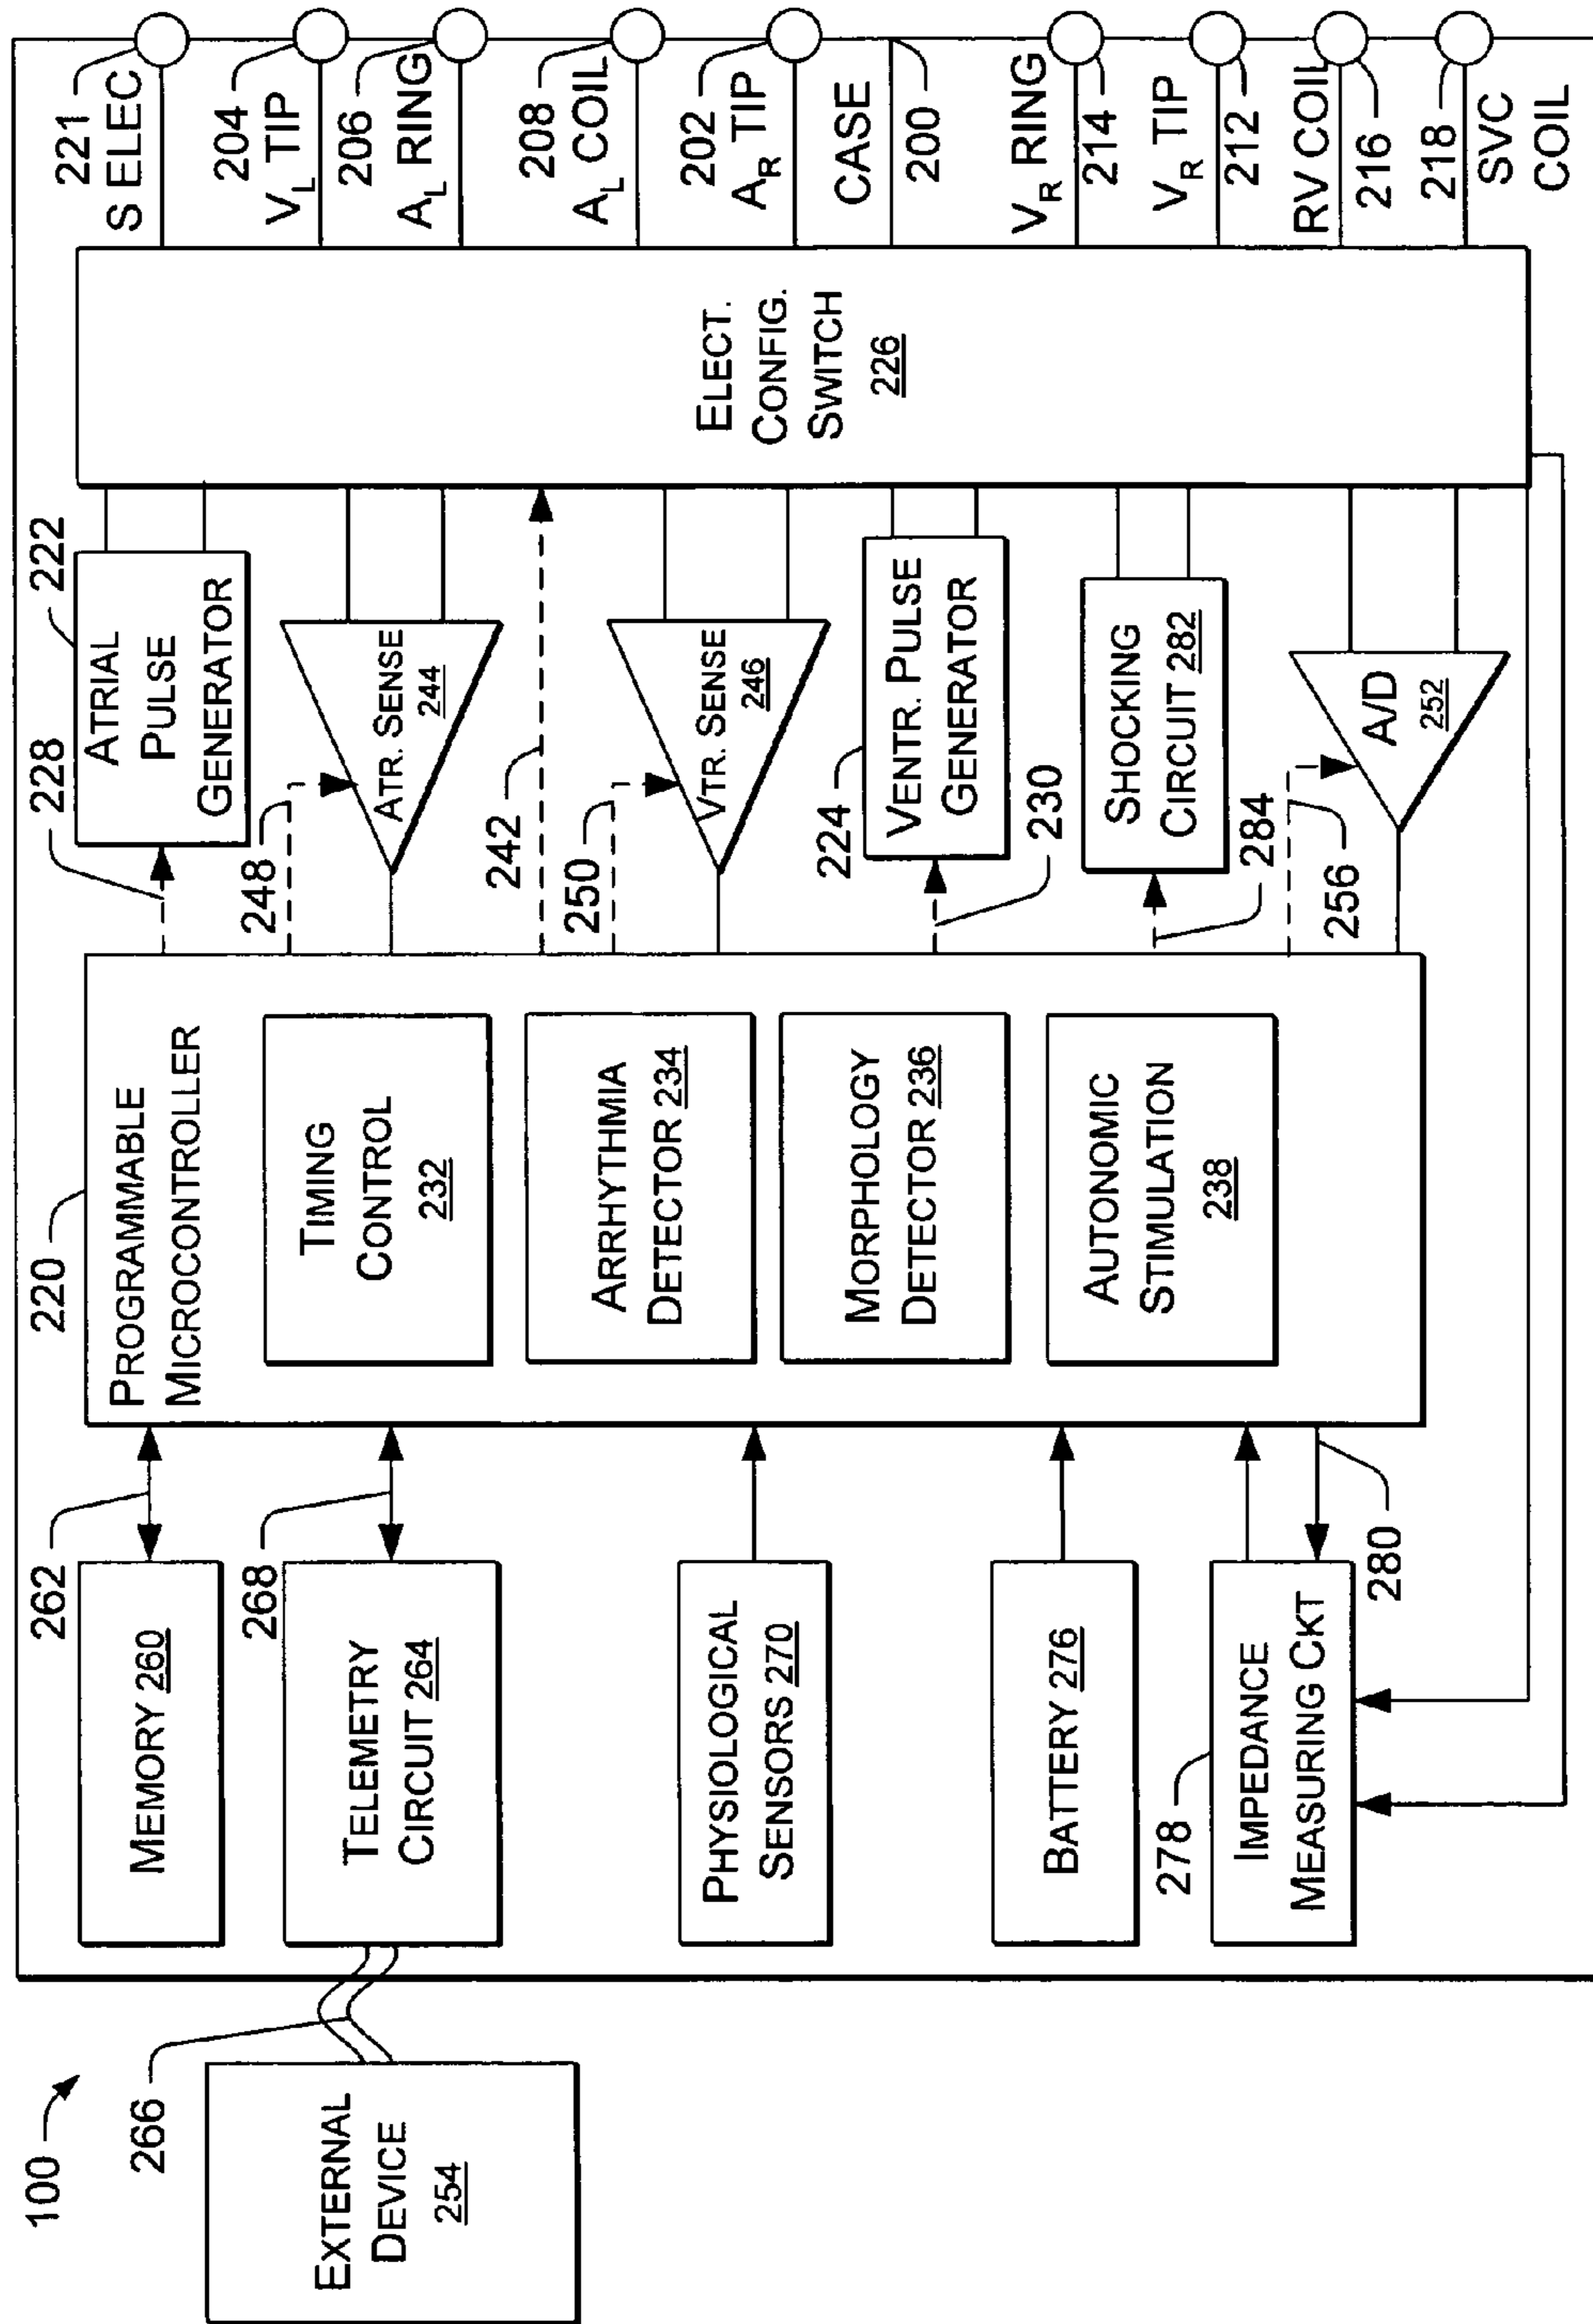 100
EXTERNAL
DEVICE
254
266
MEMORY 260
262
TELEMETRY
CIRCUIT 264
268
PHYSIOLOGICAL
SENSORS 270
BATTERY 276
278
IMPEDANCE
MEASURING CKT
280
220
PROGRAMMABLE
MICROCONTROLLER
TIMING
CONTROL
232
ARRHYTHMIA
DETECTOR 234
MORPHOLOGY
DETECTOR 236
AUTONOMIC
STIMULATION
238
228
222
ATRIAL
PULSE
GENERATOR
248
ATR. SENSE
244
242
250
VTR. SENSE
246
224
VENTR. PULSE
GENERATOR
230
SHOCKING
CIRCUIT 282
284
256
A/D
252
ELECT.
CONFIG.
SWITCH
226
221
S ELEC
204
VL TIP
206
AL RING
208
AL COIL
202
AR TIP
CASE
200
VR RING
214
VR TIP
212
RV COIL
216
218
SVC
COIL